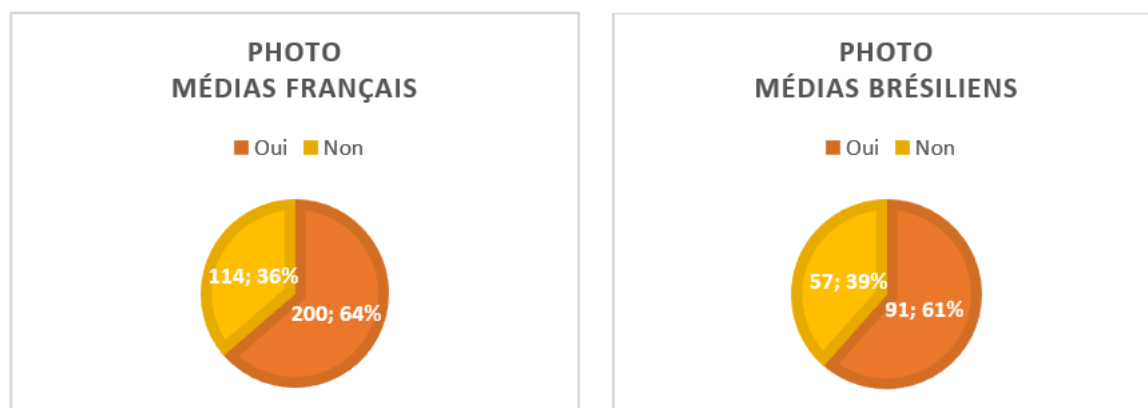 PHOTO
MÉDIAS FRANÇAIS
Oui Non
114; 36%
200; 64%
PHOTO
MÉDIAS BRÉSILIENS
Oui Non
57; 39%
91; 61%